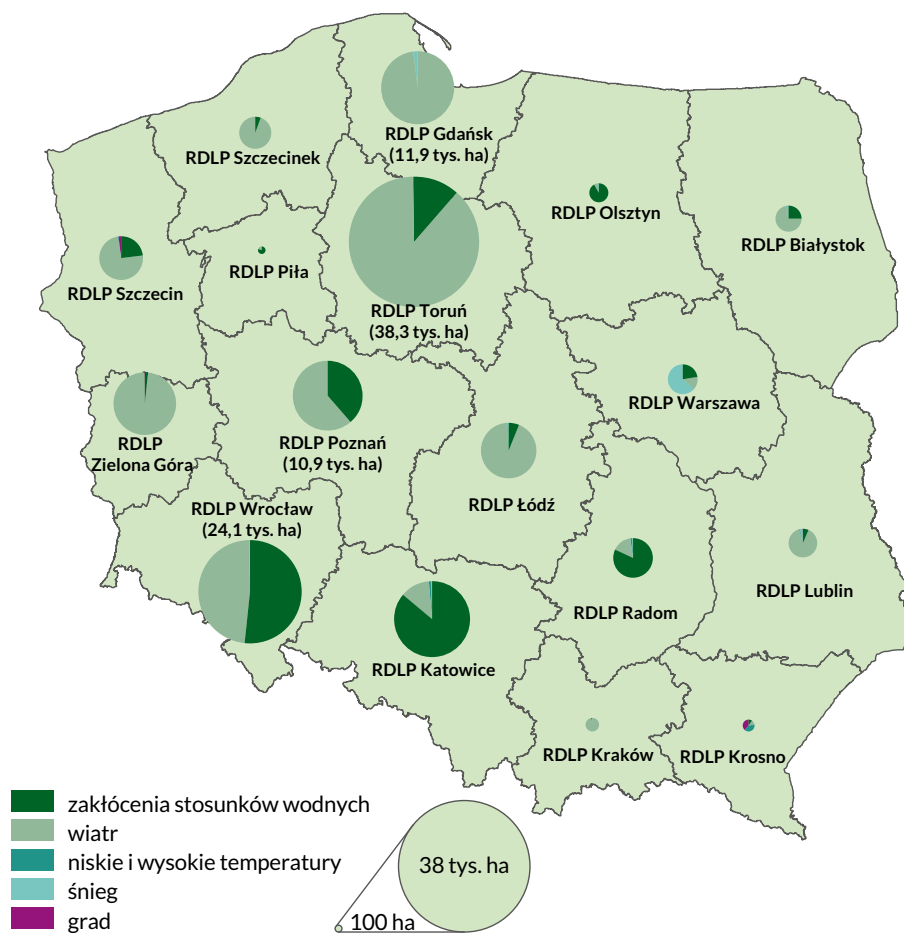 RDLP Gdańsk
(11,9 tys. ha)
RDLP Szczecinek
RDLP Olsztyn
RDLP Białystok
RDLP Piła
RDLP Szczecin
RDLP Toruń
(38,3 tys. ha)
RDLP Warszawa
RDLP
Zielona Góra
RDLP Poznań
(10,9 tys. ha)
RDLP Łódź
RDLP Wrocław
(24,1 tys. ha)
RDLP Lublin
RDLP Radom
RDLP Katowice
RDLP Kraków
RDLP Krosno
zakłócenia stosunków wodnych
wiatr
niskie i wysokie temperatury
śnieg
grad
38 tys. ha
100 ha